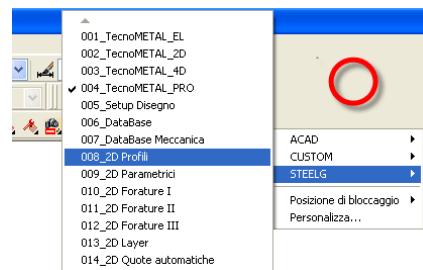 001_TecnoMETAL_EL
002_TecnoMETAL_2D
003_TecnoMETAL_4D
004_TecnoMETAL_PRO
005_Setup Disegno
006_DataBase
007_DataBase Meccanica
008_2D Profili
009_2D Parametrici
010_2D Forature I
011_2D Forature II
012_2D Forature III
013_2D Layer
014_2D Quote automatiche
ACAD
CUSTOM
STEELG
Posizione di bloccaggio
Personalizza...